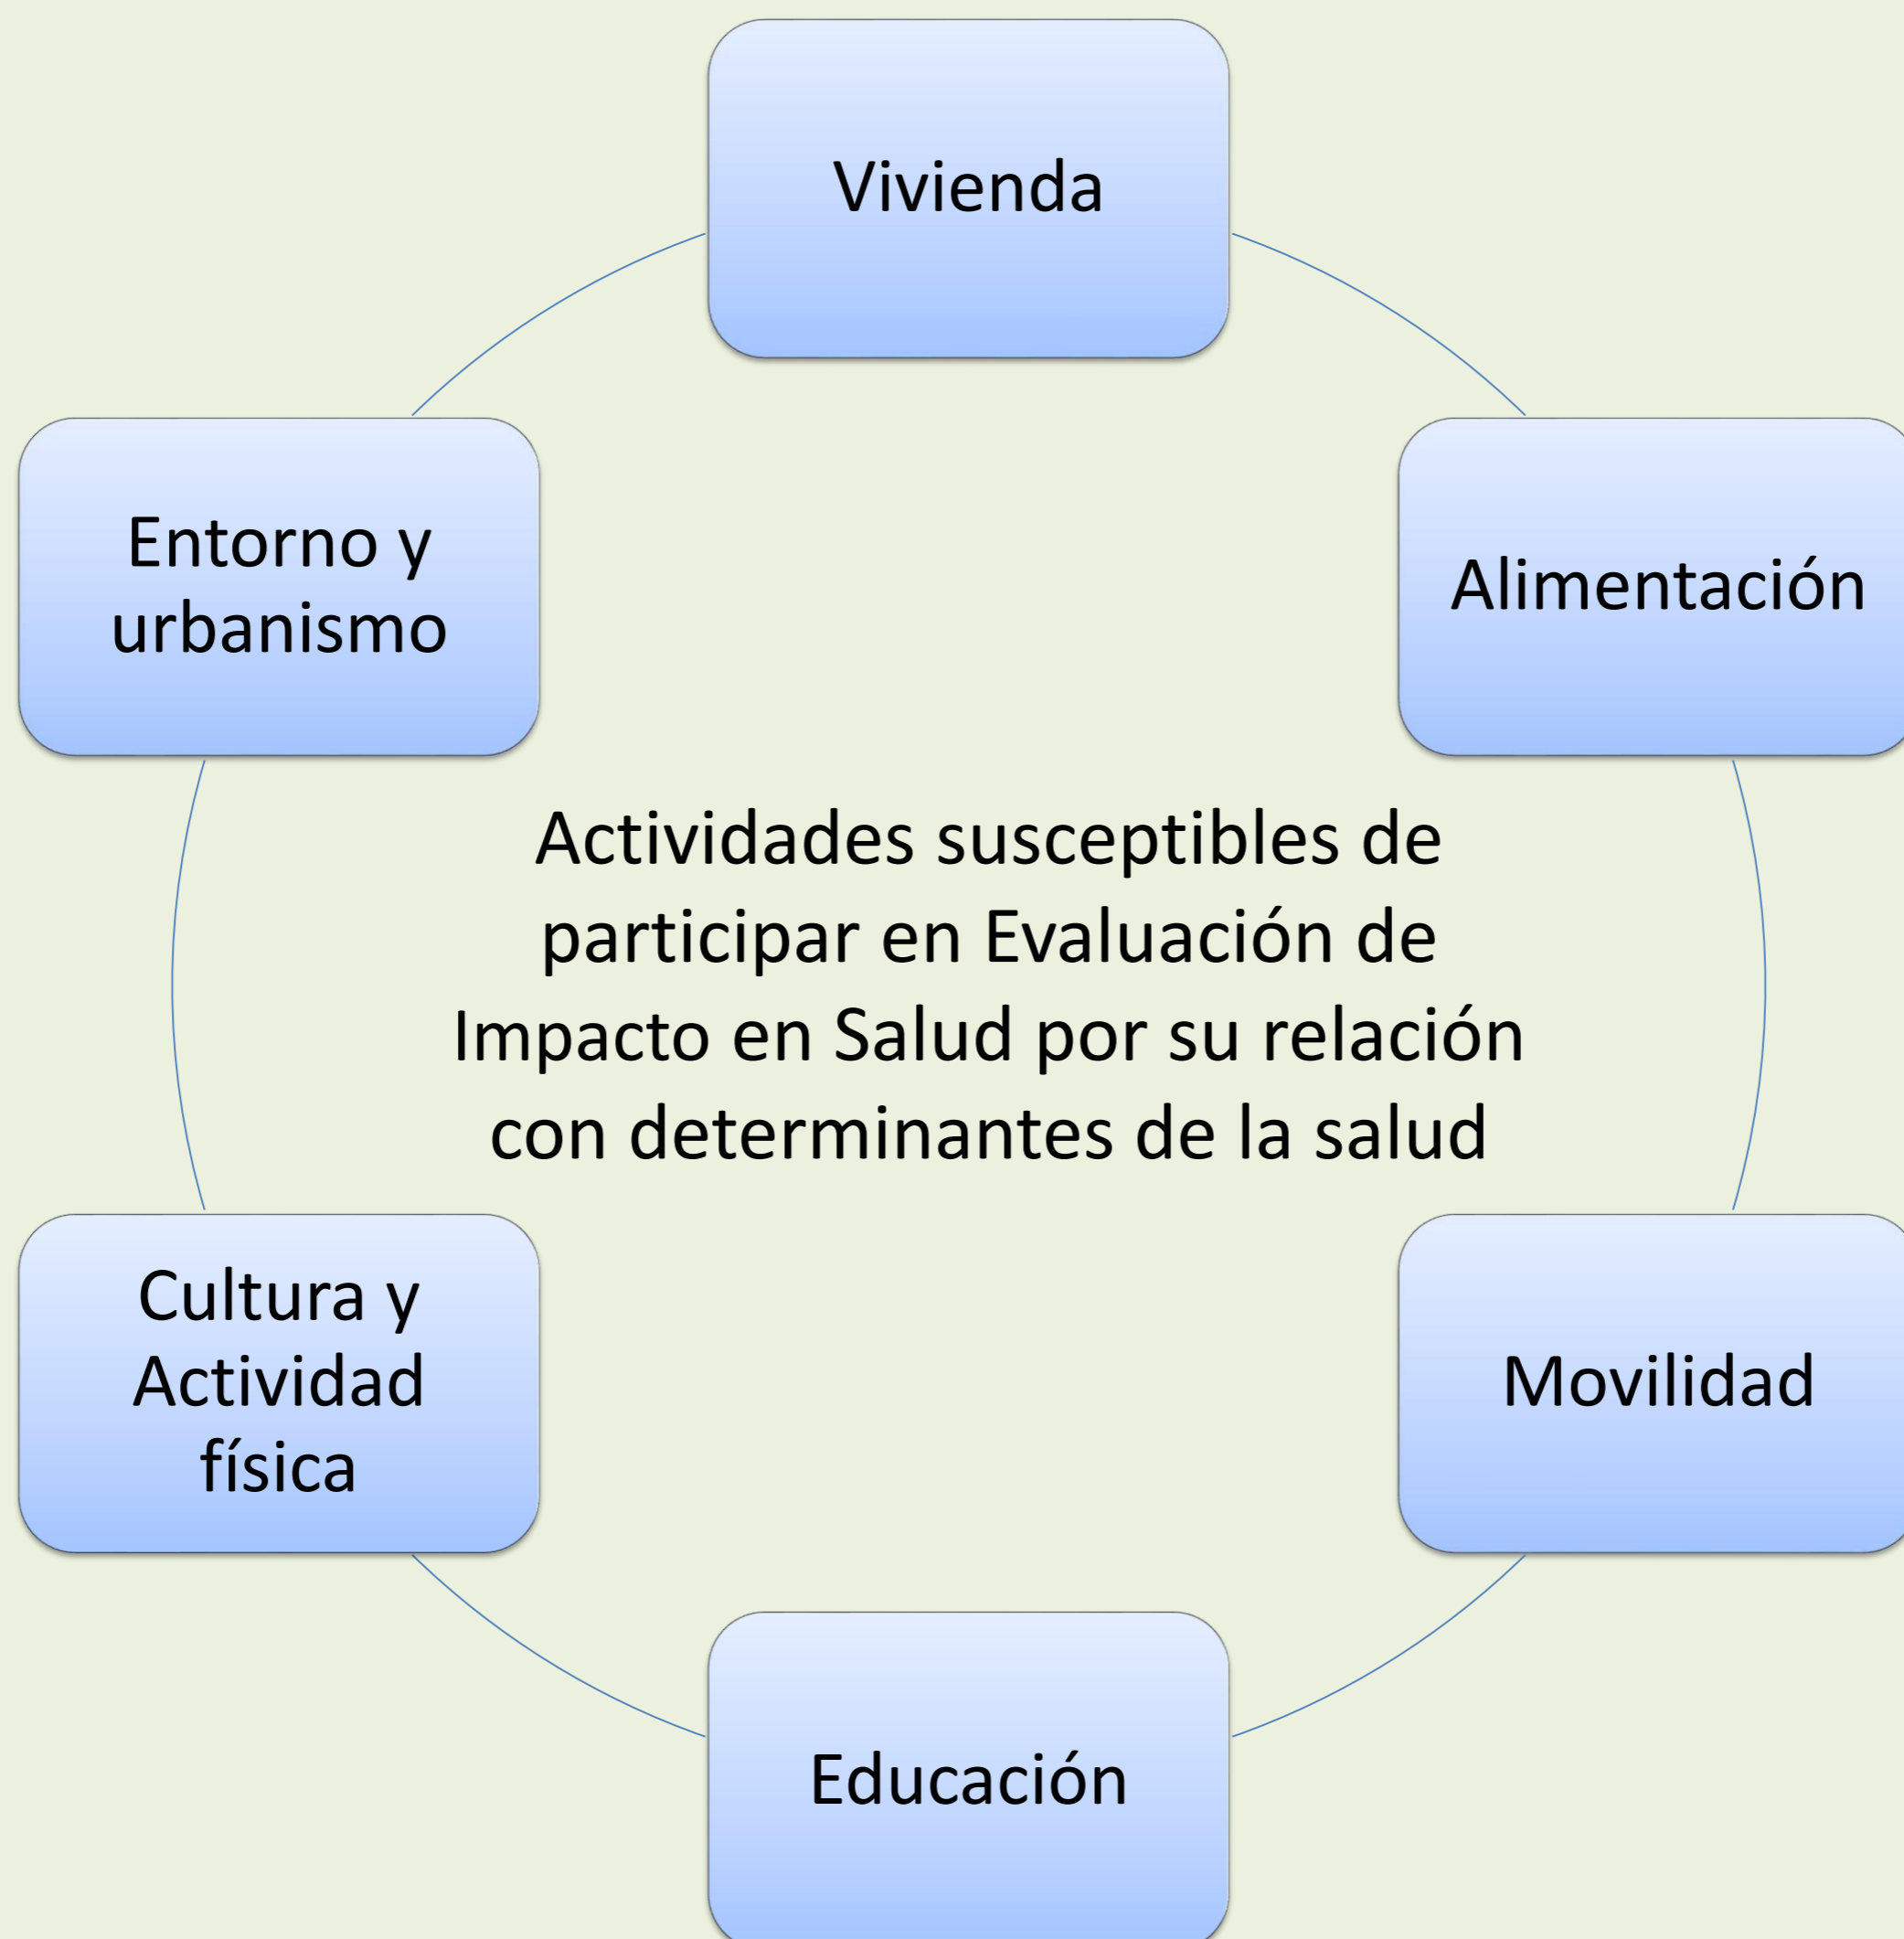 Vivienda
Entorno y
urbanismo
Alimentación
Actividades susceptibles de
participar en Evaluación de
Impacto en Salud por su relación
con determinantes de la salud
Cultura y
Actividad
física
Movilidad
Educación